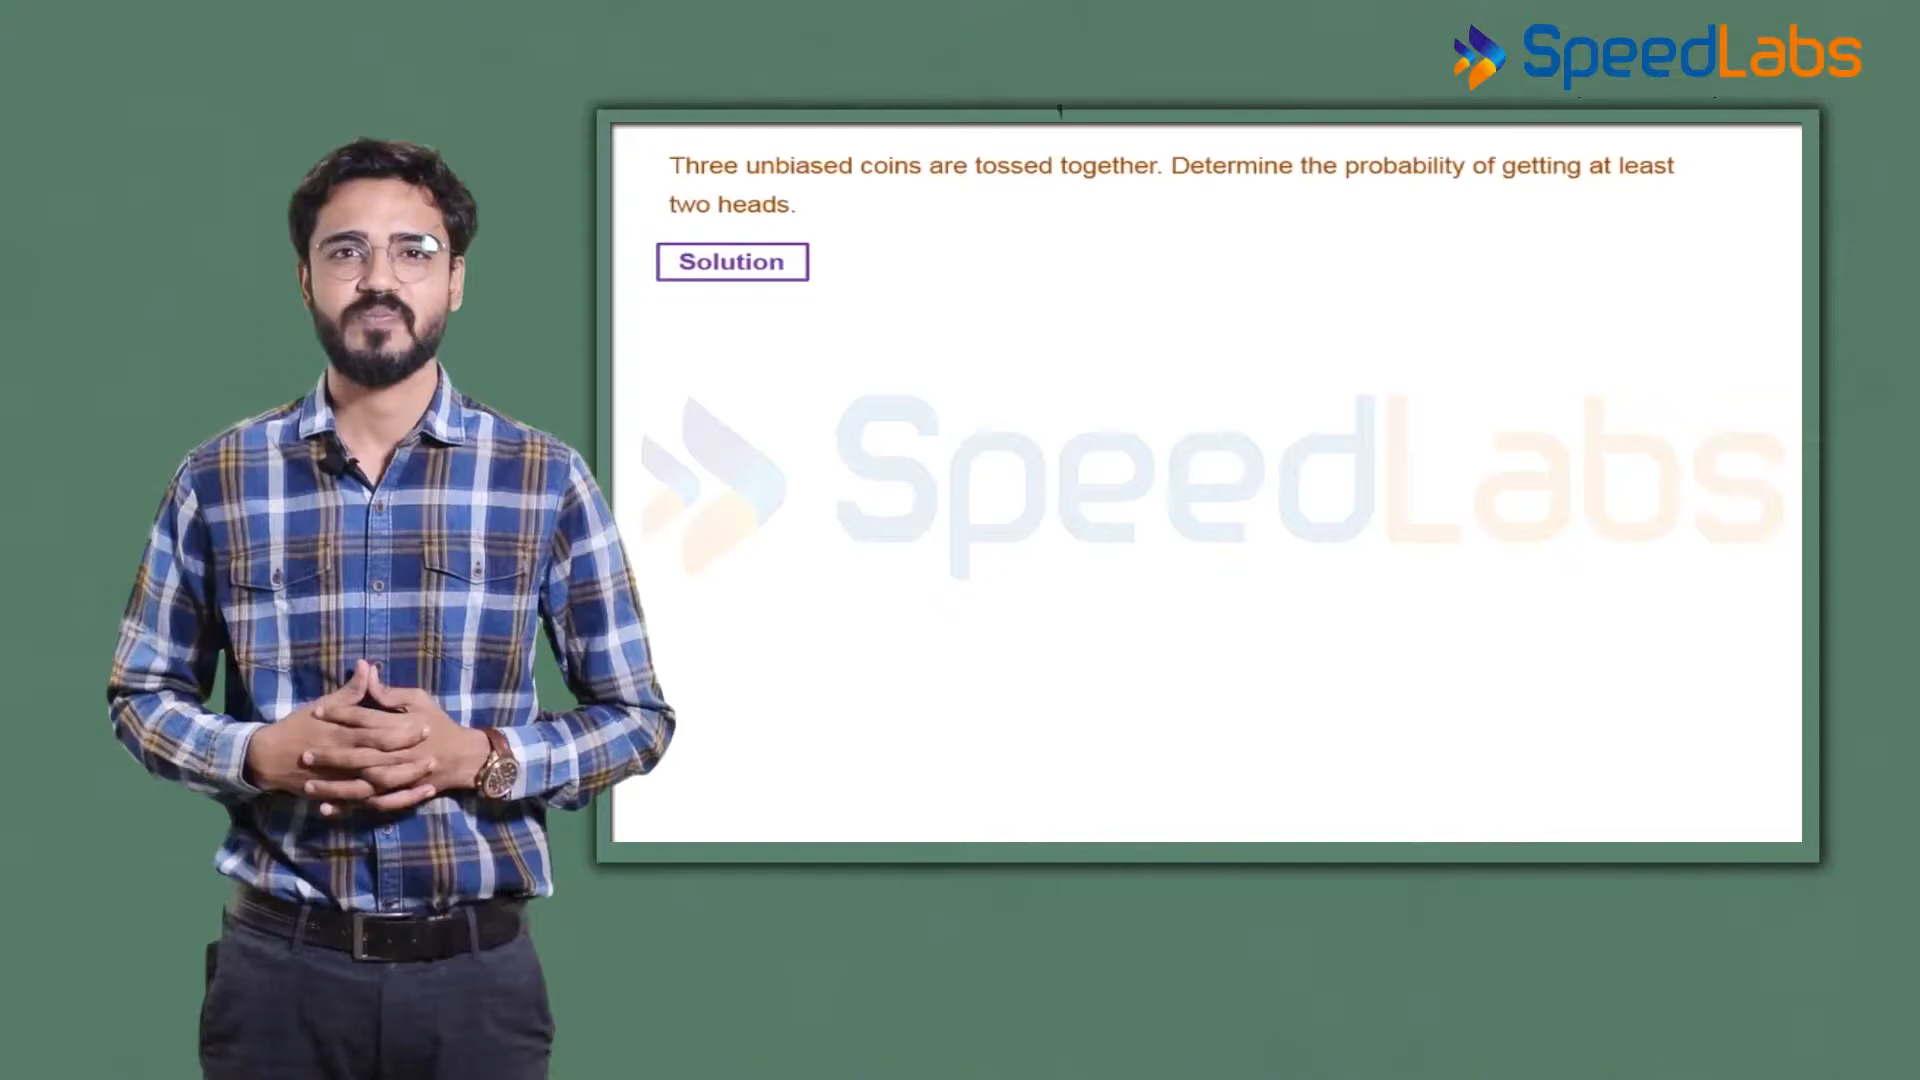 SpeedLabs
Three unbiased coins are tossed together. Determine the probability of getting at least
two heads.
Solution
SpeedLabs